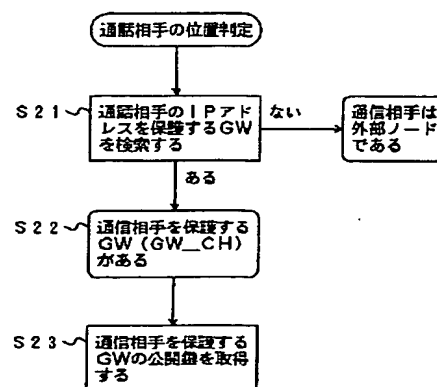 通話相手の位置判定
S21
通話相手のIPアド
レスを保護するGW
を検索する
ない
通信相手は
外部ノード
である
ある
S22
通信相手を保護する
GW(GW__CH)
がある
S23
通信相手を保護する
GWの公開鍵を取得
する